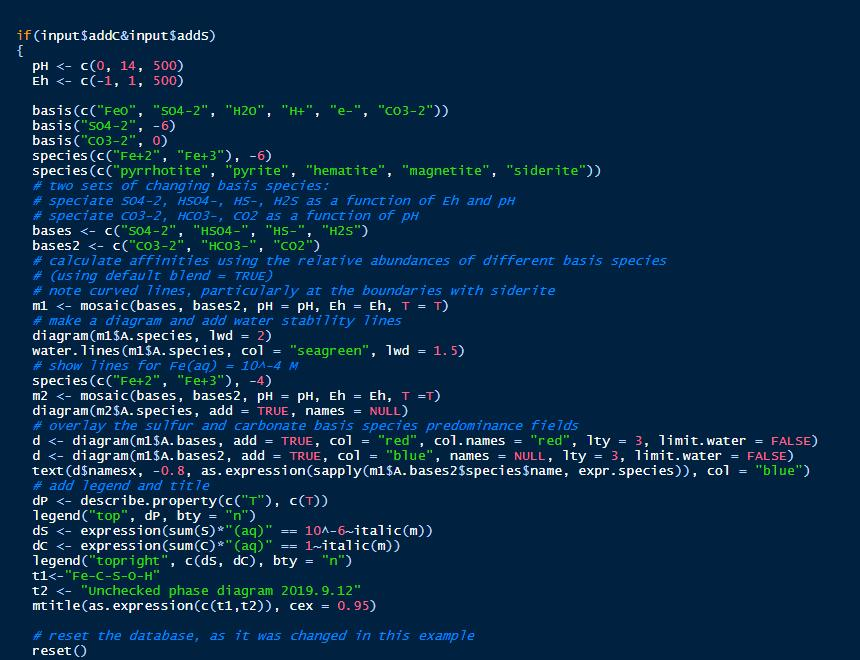 if(input$addC&input$addS)
{
  pH <- c(0, 14, 500)
  Eh <- c(-1, 1, 500)

  basis(c("FeO", "SO4-2", "H2O", "H+", "e-", "CO3-2"))
  basis("SO4-2", -6)
  basis("CO3-2", 0)
  species(c("Fe+2", "Fe+3"), -6)
  species(c("pyrrhotite", "pyrite", "hematite", "magnetite", "siderite"))
  # two sets of changing basis species:
  # speciate SO4-2, HSO4-, HS-, H2S as a function of Eh and pH
  # speciate CO3-2, HCO3-, CO2 as a function of pH
  bases <- c("SO4-2", "HSO4-", "HS-", "H2S")
  bases2 <- c("CO3-2", "HCO3-", "CO2")
  # calculate affinities using the relative abundances of different basis species
  # (using default blend = TRUE)
  # note curved lines, particularly at the boundaries with siderite
  m1 <- mosaic(bases, bases2, pH = pH, Eh = Eh, T = T)
  # make a diagram and add water stability lines
  diagram(m1$A.species, lwd = 2)
  water.lines(m1$A.species, col = "seagreen", lwd = 1.5)
  # show lines for Fe(aq) = 10^-4 M
  species(c("Fe+2", "Fe+3"), -4)
  m2 <- mosaic(bases, bases2, pH = pH, Eh = Eh, T =T)
  diagram(m2$A.species, add = TRUE, names = NULL)
  # overlay the sulfur and carbonate basis species predominance fields
  d <- diagram(m1$A.bases, add = TRUE, col = "red", col.names = "red", lty = 3, limit.water = FALSE)
  d <- diagram(m1$A.bases2, add = TRUE, col = "blue", names = NULL, lty = 3, limit.water = FALSE)
  text(d$namesx, -0.8, as.expression(sapply(m1$A.bases2$species$name, expr.species)), col = "blue")
  # add legend and title
  dP <- describe.property(c("T"), c(T))
  legend("top", dP, bty = "n")
  dS <- expression(sum(S)*"(aq)" == 10^-6~italic(m))
  dC <- expression(sum(C)*"(aq)" == 1~italic(m))
  legend("topright", c(dS, dC), bty = "n")
  t1<-"Fe-C-S-O-H"
  t2 <- "Unchecked phase diagram 2019.9.12"
  mtitle(as.expression(c(t1,t2)), cex = 0.95)

  # reset the database, as it was changed in this example
  reset()